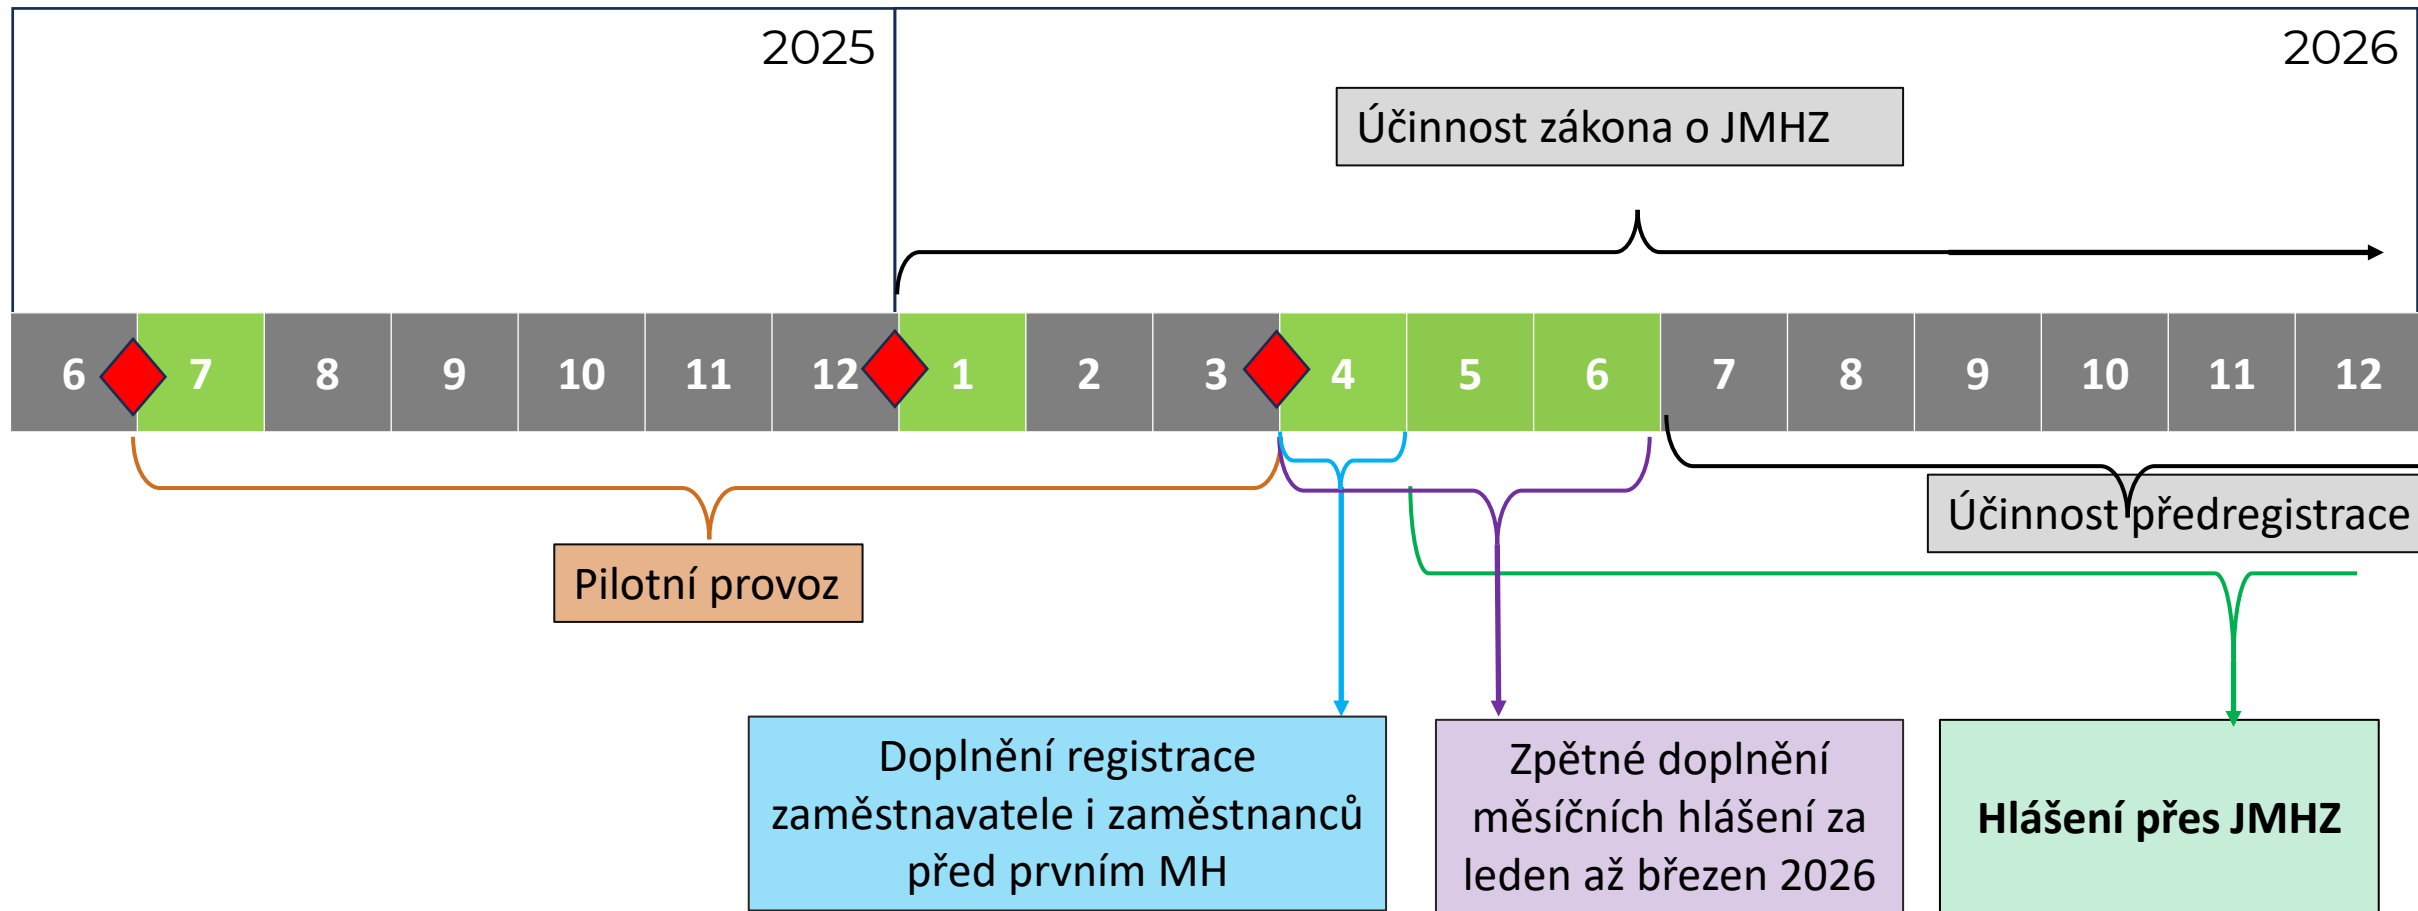 2025
2026
Účinnost zákona o JMHZ
6 7 8 9 10 11 12 1 2 3 4 5 6 7 8 9 10 11 12
Účinnost předregistrace
Pilotní provoz
Doplnění registrace
zaměstnavatele i zaměstnanců
před prvním MH
Zpětné doplnění
měsíčních hlášení za
leden až březen 2026
Hlášení přes JMHZ